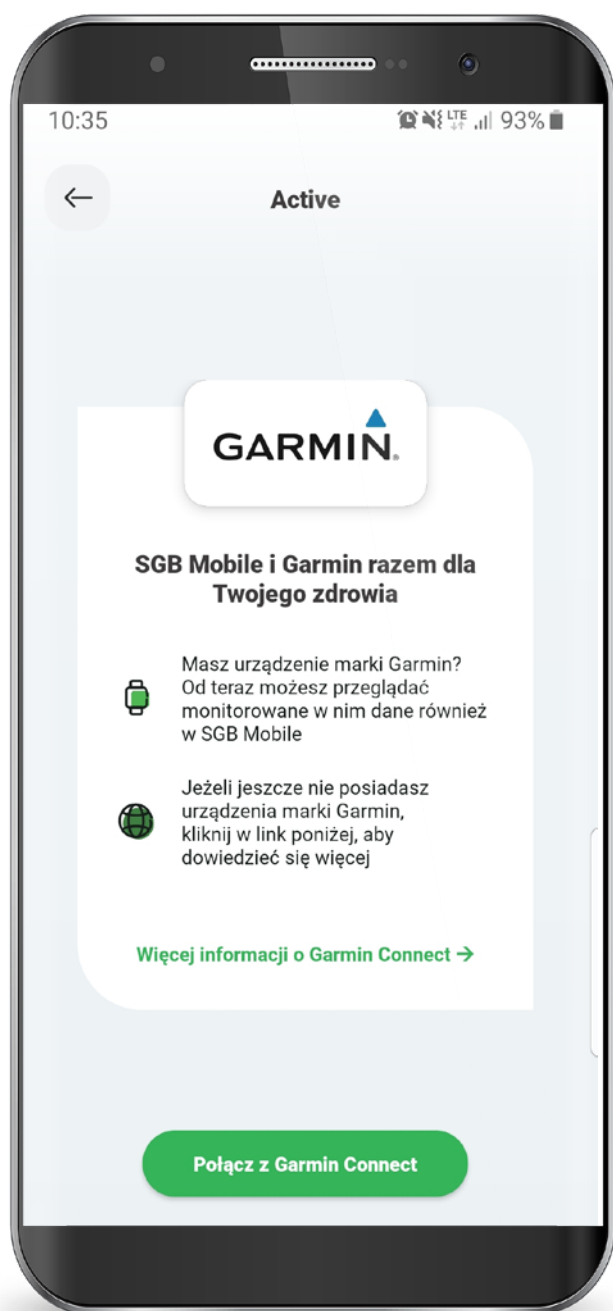 10:35
LTE
93%
Active
GARMIN®
SGB Mobile i Garmin razem dla
Twojego zdrowia
Masz urządzenie marki Garmin?
Od teraz możesz przeglądać
monitorowane w nim dane również
w SGB Mobile
Jeżeli jeszcze nie posiadasz
urządzenia marki Garmin,
kliknij w link poniżej, aby
dowiedzieć się więcej
Więcej informacji o Garmin Connect →
Połącz z Garmin Connect